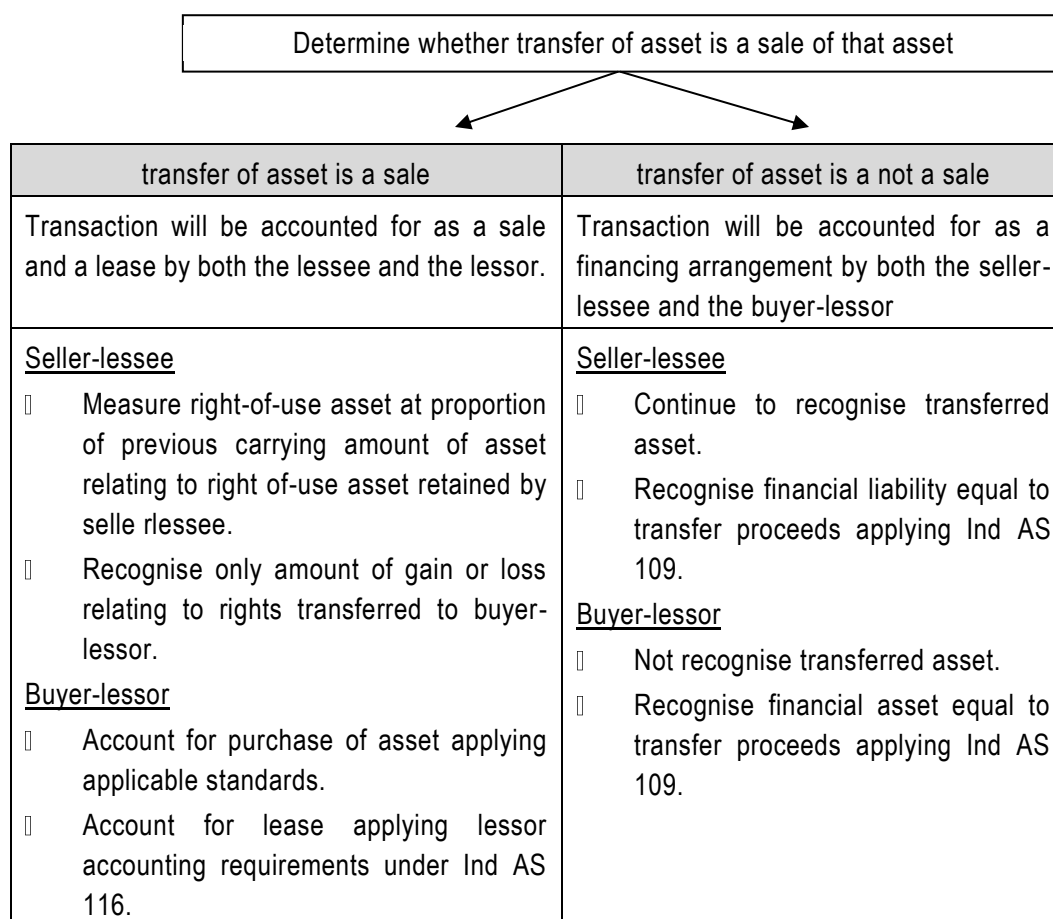 Determine whether transfer of asset is a sale of that asset
transfer of asset is a sale
Transaction will be accounted for as a sale
and a lease by both the lessee and the lessor.
Seller-lessee
Measure right-of-use asset at proportion
of previous carrying amount of asset
relating to right of-use asset retained by
selle rlessee.
Recognise only amount of gain or loss
relating to rights transferred to buyer-
lessor.
Buyer-lessor
Account for purchase of asset applying
applicable standards.
Account for lease applying lessor
accounting requirements under Ind AS
116.
transfer of asset is a not a sale
Transaction will be accounted for as a
financing arrangement by both the seller-
lessee and the buyer-lessor
Seller-lessee
Continue to recognise transferred
asset.
Recognise financial liability equal to
transfer proceeds applying Ind AS
109.
Buyer-lessor
Not recognise transferred asset.
Recognise financial asset equal to
transfer proceeds applying Ind AS
109.